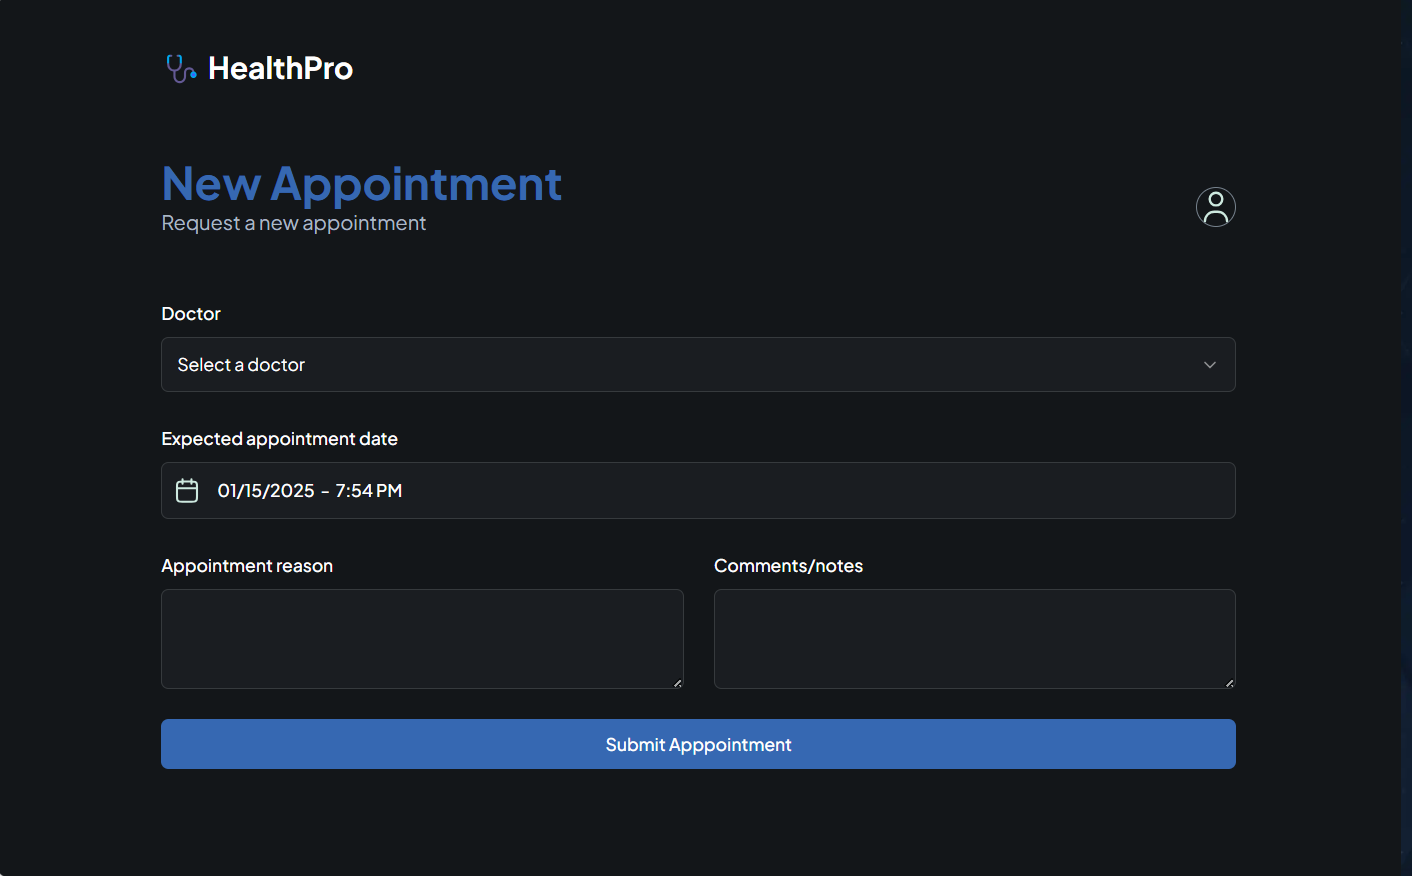 HealthPro
New Appointment
Request a new appointment
Doctor
Select a doctor
Expected appointment date
01/15/2025 - 7:54 PM
Appointment reason
Comments/notes
Submit Apppointment